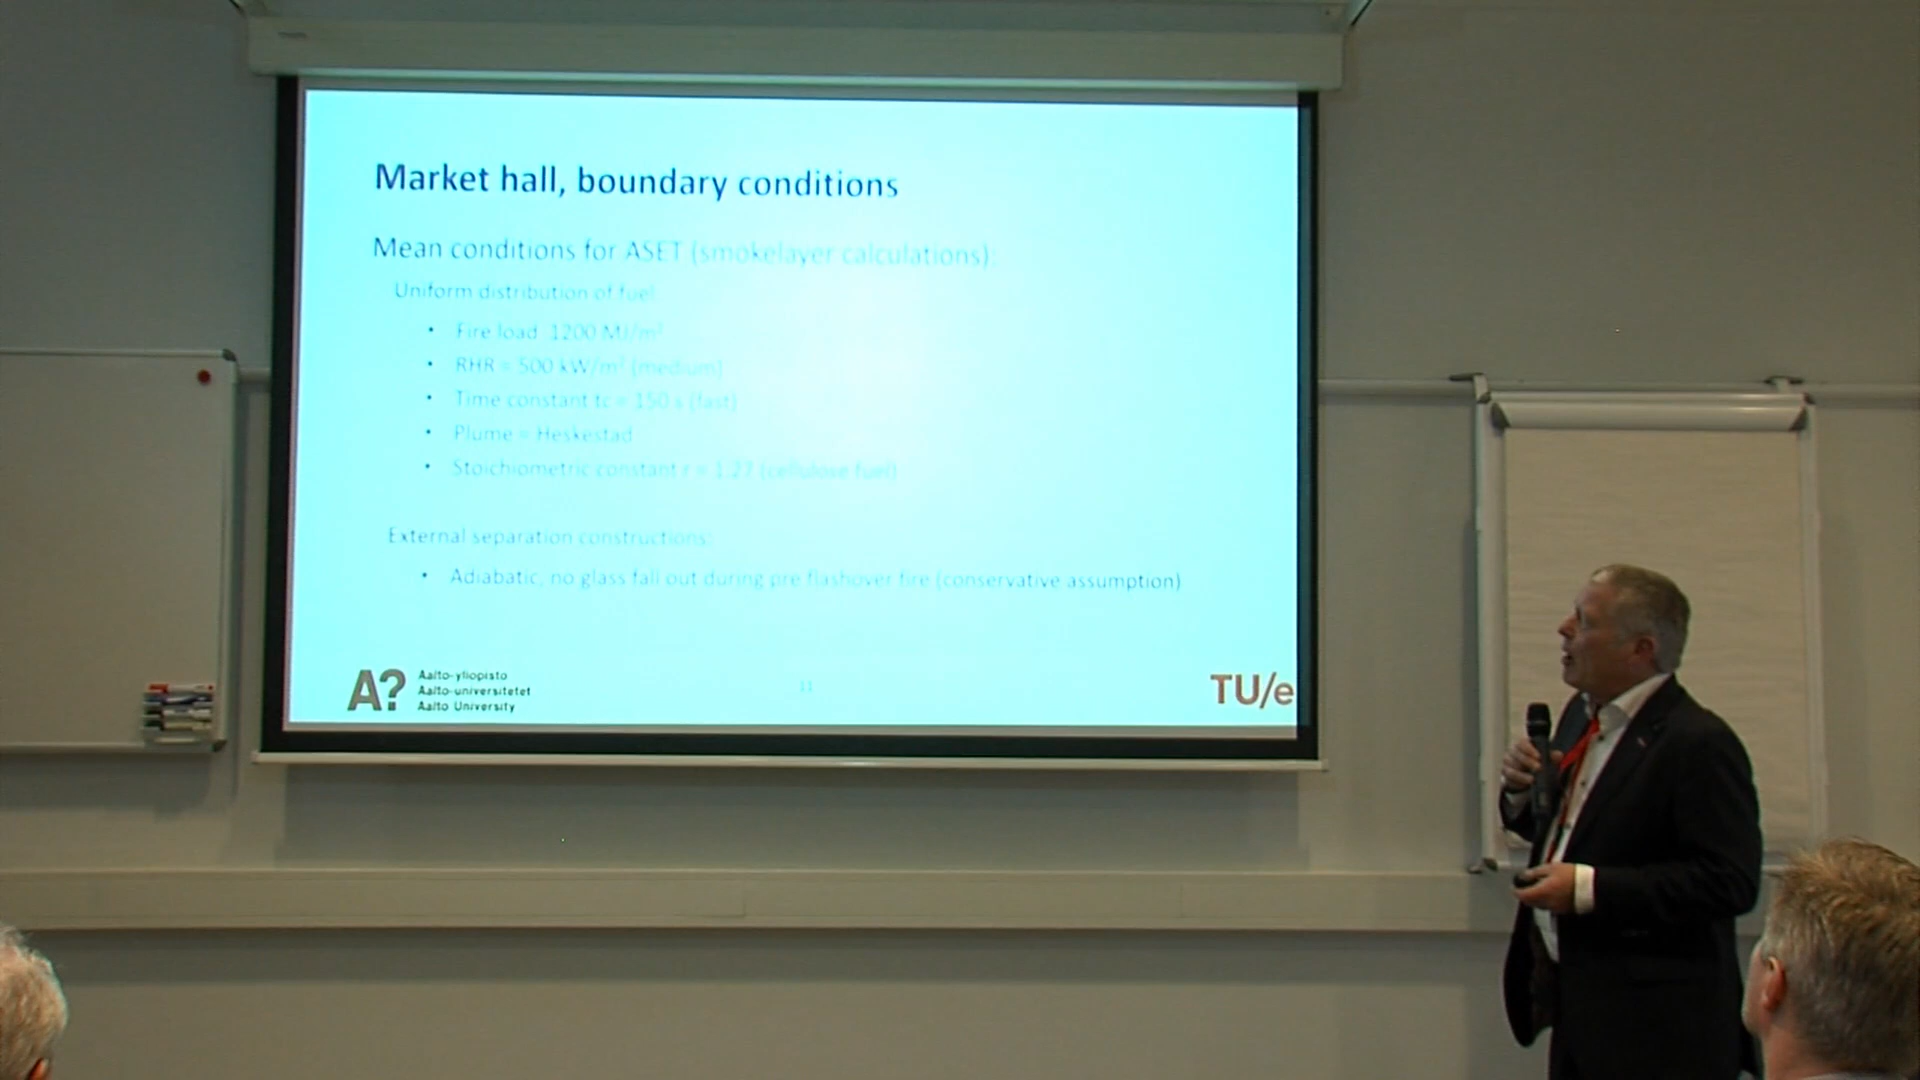 Market hall, boundary conditions
Mean conditions for ASET (smokelayer calculations):
Uniform distribution of fuel:
• Fire load 1200 MJ/m²
• RHR = 500 kW/m² (medium)
• Time constant tc = 150 s (fast)
• Plume = Heskestad
• Stoichiometric constant r = 1.27 (cellulose fuel)
External separation constructions:
• Adiabatic, no glass fall out during pre flashover fire (conservative assumption)
A?
Aalto-yliopisto
Aalto-universitetet
Aalto University
11
TU/e